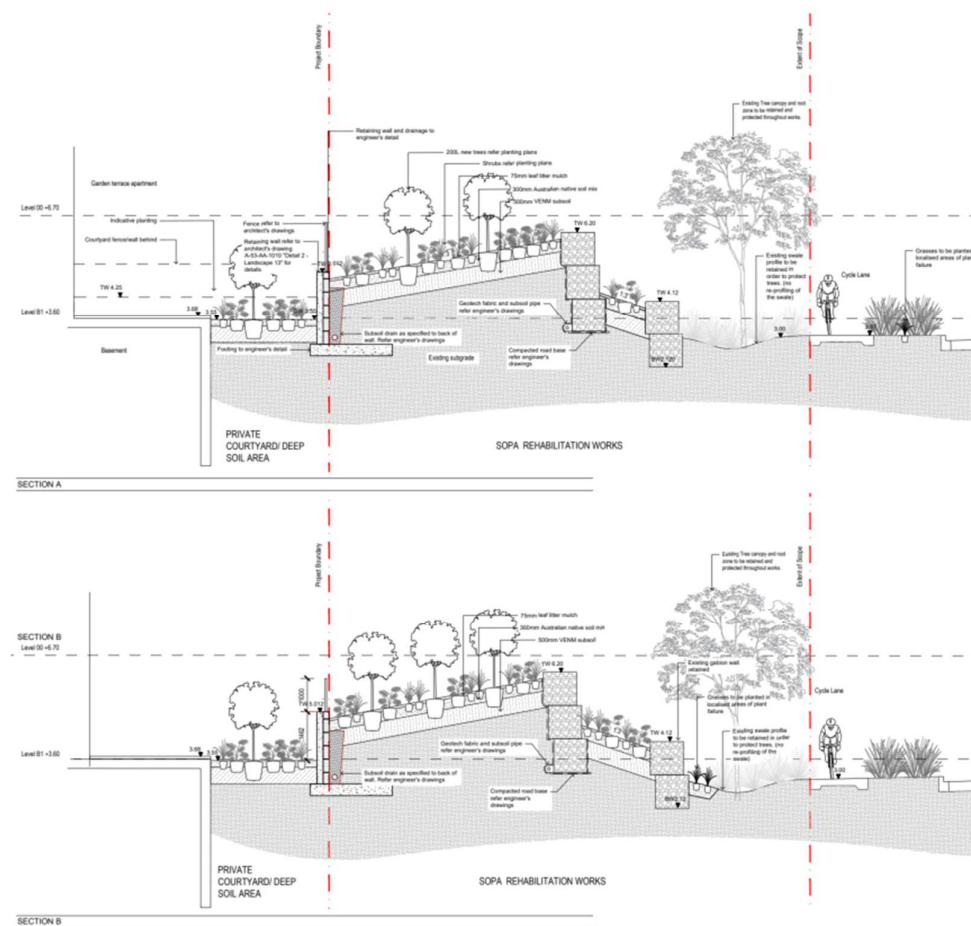 Project Boundary
Extent of Scope
Existing Tree canopy and root
zone to be retained and
protected throughout works.
Retaining wall and drainage to
engineer's detail
200L new trees refer planting plans
Shrubs refer planting plans
75mm leaf litter mulch
300mm Australian native soil mix
500mm VENM subsoil
Garden terrace apartment
Level 00 +6.70
Indicative planting
Courtyard fence/wall behind
Fence refer to
architect's drawings
Retaining wall refer to
architect's drawing
A-53-AA-1010 "Detail 2 -
Landscape 13" for
details
TW 6.20
Existing swale
profile to be
retained in
order to protect
trees. (no
re-profiling of
the swale)
Cycle Lane
Grasses to be planted
localised areas of plant
failure
TW 4.25
TW 4.12
1:2
3.68
Level B1 +3.60
Geotech fabric and subsoil pipe
refer engineer's drawings
3.00
Subsoil drain as specified to back of
wall. Refer engineer's drawings
Basement
Footing to engineer's detail
Existing subgrade
Compacted road base
refer engineer's
drawings
PRIVATE
COURTYARD/ DEEP
SOIL AREA
SOPA REHABILITATION WORKS
SECTION A
Project Boundary
Extent of Scope
Existing Tree canopy and root
zone to be retained and
protected throughout works.
75mm leaf litter mulch
300mm Australian native soil mix
500mm VENM subsoil
SECTION B
Level 00 +6.70
TW 6.20
Existing gabion wall
retained
Cycle Lane
Grasses to be planted in
localised areas of plant
failure
1000
TW 5.012
1462
TW 4.12
Existing swale profile
to be retained in order
to protect trees. (no
re-profiling of the
swale)
3.68
Level B1 +3.60
Geotech fabric and subsoil pipe
refer engineer's drawings
3.00
Subsoil drain as specified to back of
wall. Refer engineer's drawings
Compacted road base
refer engineer's
drawings
PRIVATE
COURTYARD/ DEEP
SOIL AREA
SOPA REHABILITATION WORKS
SECTION B